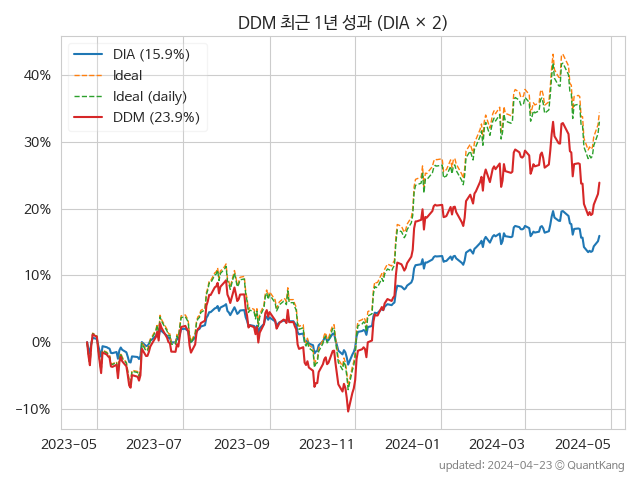 DDM 최근 1년 성과 (DIA × 2)
DIA (15.9%)
Ideal
Ideal (daily)
DDM (23.9%)
40%
30%
20%
10%
0%
−10%
2023-05 2023-07 2023-09 2023-11 2024-01 2024-03 2024-05
updated: 2024-04-23 © QuantKang